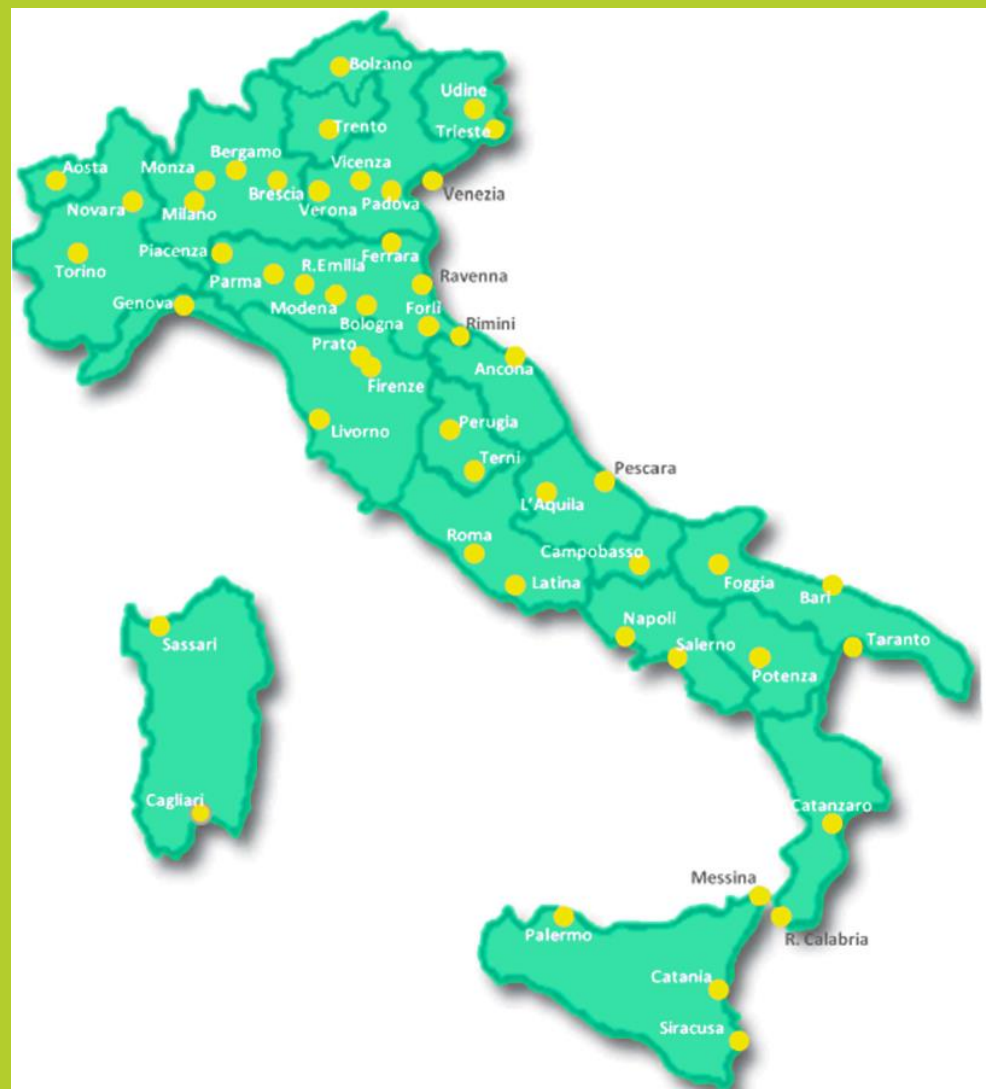 Bolzano
Udine
Trento
Trieste
Bergamo
Vicenza
Aosta
Monza
Brescia
Padova
Venezia
Novara
Milano
Verona
Piacenza
Ferrara
Torino
R.Emilia
Ravenna
Parma
Genova
Modena
Forlì
Bologna
Rimini
Prato
Ancona
Firenze
Perugia
Livorno
Terni
Pescara
L'Aquila
Roma
Campobasso
Latina
Foggia
Bari
Napoli
Sassari
Salerno
Taranto
Potenza
Cagliari
Catanzaro
Messina
Palermo
R. Calabria
Catania
Siracusa